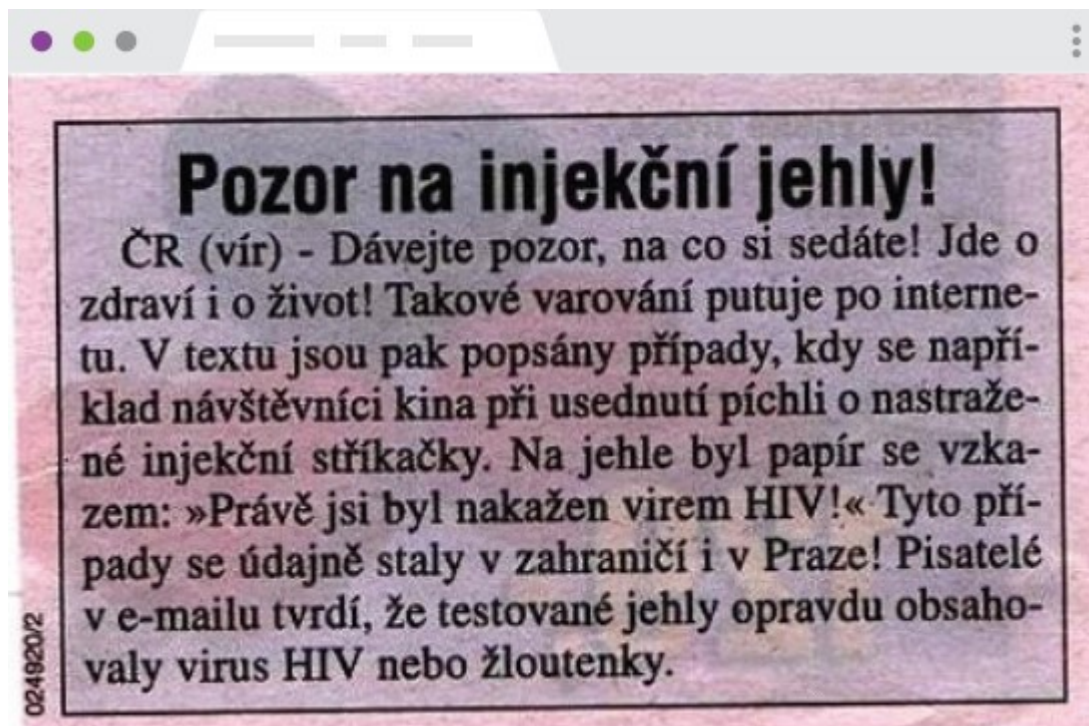 Pozor na injekční jehly!
ČR (vír) - Dávejte pozor, na co si sedáte! Jde o
zdraví i o život! Takové varování putuje po interne-
tu. V textu jsou pak popsány případy, kdy se napří-
klad návštěvníci kina při usednutí píchli o nastraže-
né injekční stříkačky. Na jehle byl papír se vzka-
zem: »Právě jsi byl nakažen virem HIV!« Tyto pří-
pady se údajně staly v zahraničí i v Praze! Pisatelé
v e-mailu tvrdí, že testované jehly opravdu obsaho-
valy virus HIV nebo žloutenky.
024920/2